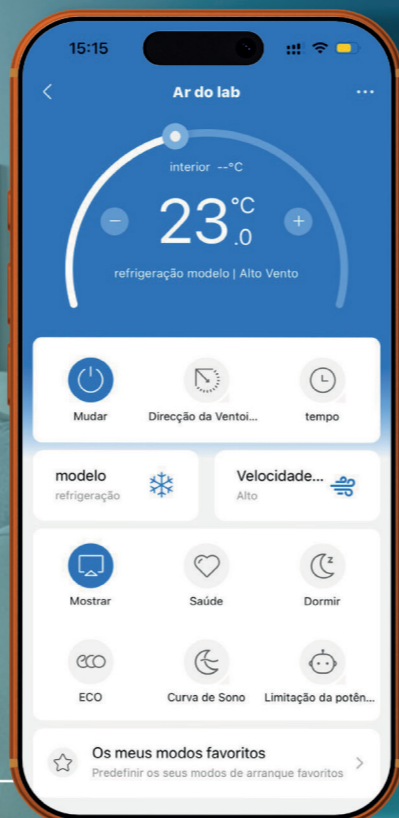 15:15
Ar do lab
interior --°C
23.0 °C
refrigeração modelo | Alto Vento
Mudar
Direcção da Ventoi...
tempo
modelo
refrigeração
Velocidade...
Alto
Mostrar
Saúde
Dormir
eco
ECO
Curva de Sono
Limitação da potên...
Os meus modos favoritos
Predefinir os seus modos de arranque favoritos